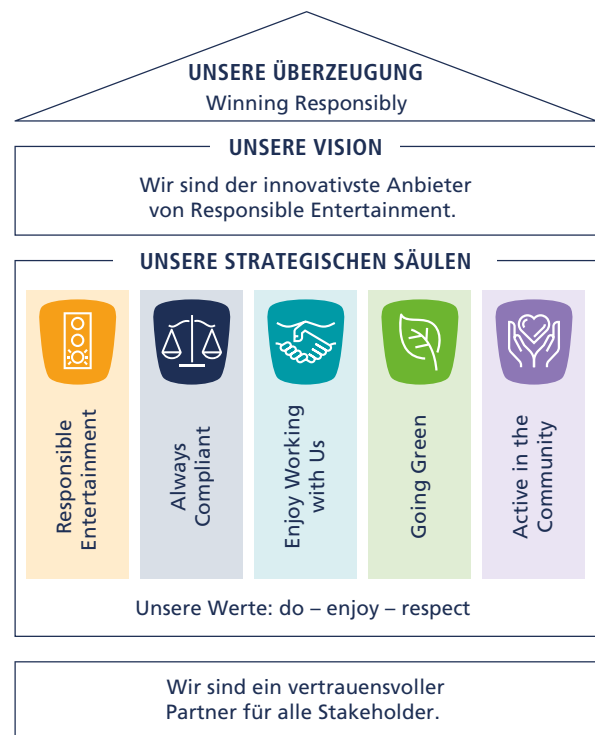 UNSERE ÜBERZEUGUNG
Winning Responsibly
UNSERE VISION
Wir sind der innovativste Anbieter
von Responsible Entertainment.
UNSERE STRATEGISCHEN SÄULEN
Responsible
Entertainment
Always
Compliant
Enjoy Working
with Us
Going Green
Active in the
Community
Unsere Werte: do – enjoy – respect
Wir sind ein vertrauensvoller
Partner für alle Stakeholder.